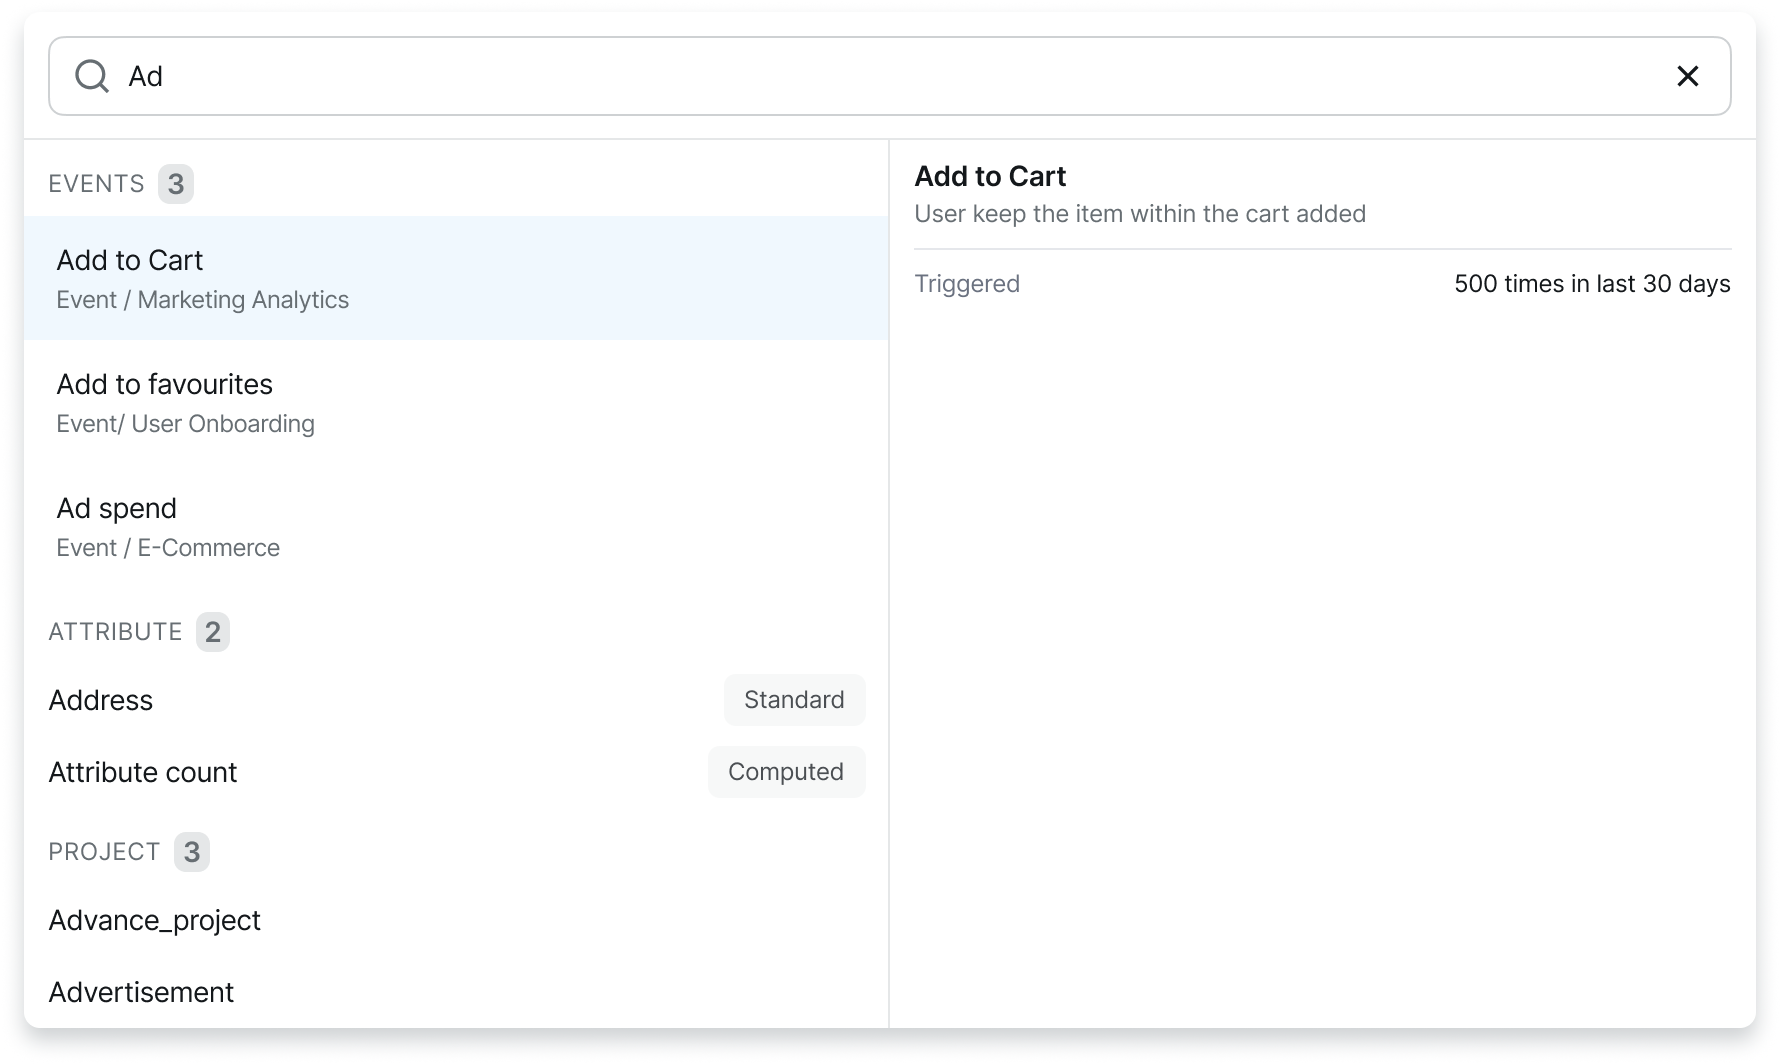 Ad
EVENTS 3
Add to Cart
Event / Marketing Analytics
Add to favourites
Event/ User Onboarding
Ad spend
Event / E-Commerce
ATTRIBUTE 2
Address Standard
Attribute count Computed
PROJECT 3
Advance_project
Advertisement
Add to Cart
User keep the item within the cart added
Triggered 500 times in last 30 days